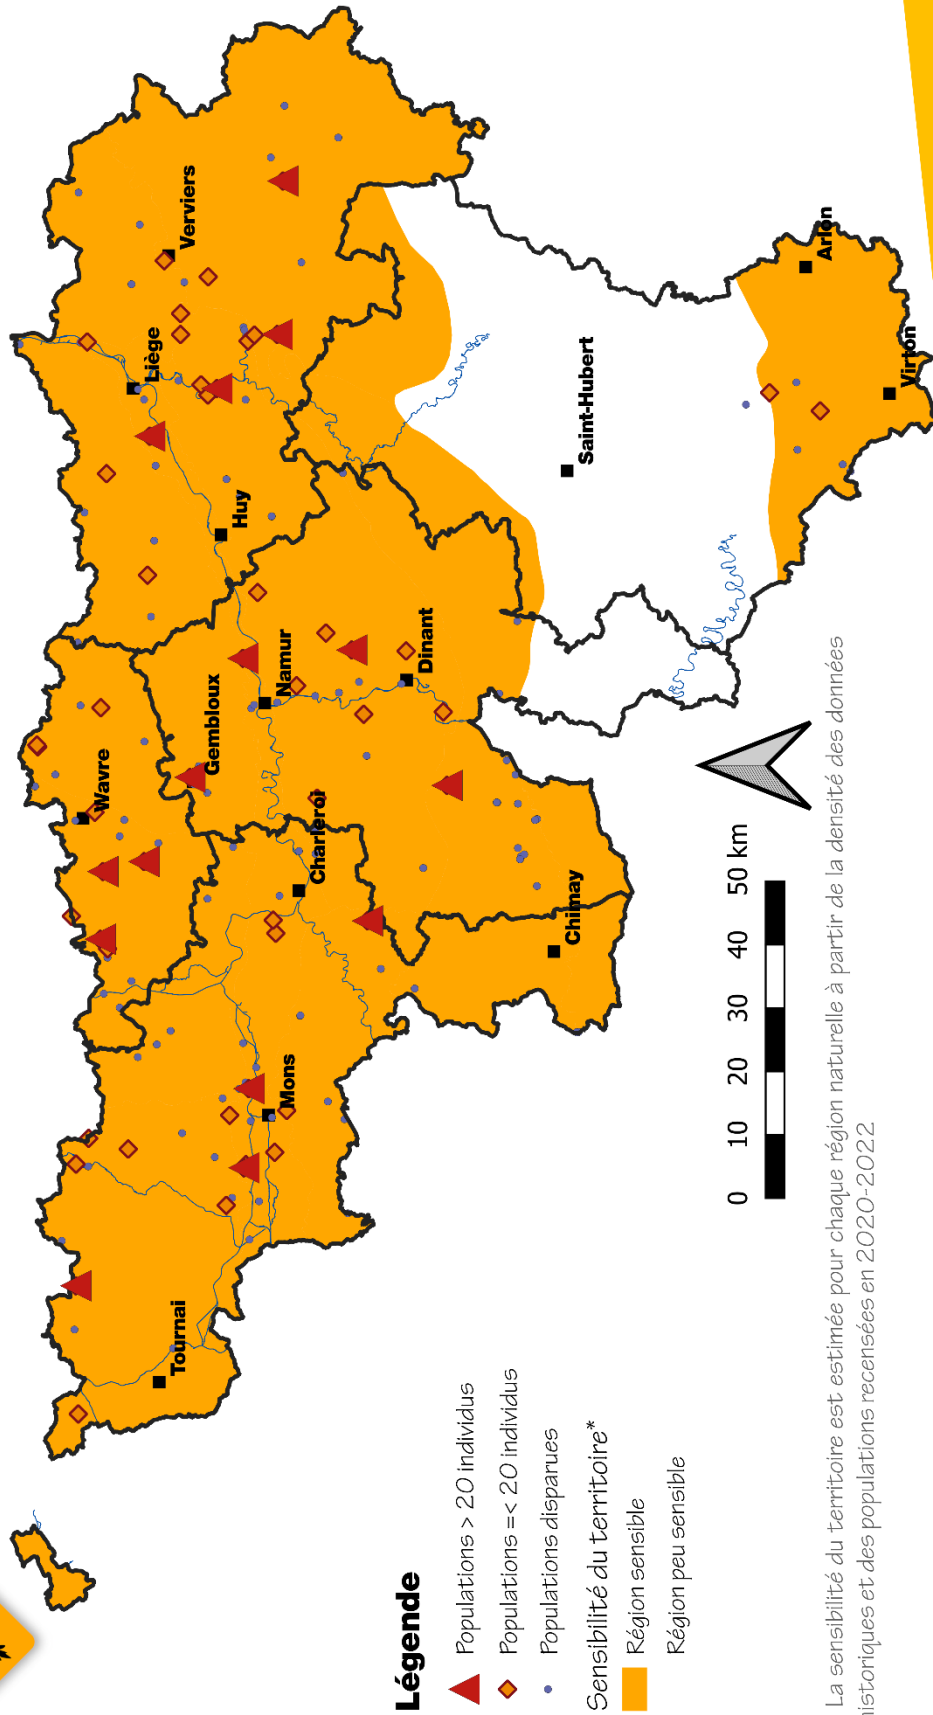 Verviers
Liège
Huy
Wavre
Gembloux
Namur
Dinant
Charleroi
Mons
Tournai
Chimay
Saint-Hubert
Arlon
Virton
Légende
Populations > 20 individus
Populations =< 20 individus
Populations disparues
Sensibilité du territoire*
Région sensible
Région peu sensible
0 10 20 30 40 50 km
La sensibilité du territoire est estimée pour chaque région naturelle à partir de la densité des données
historiques et des populations recensées en 2020-2022